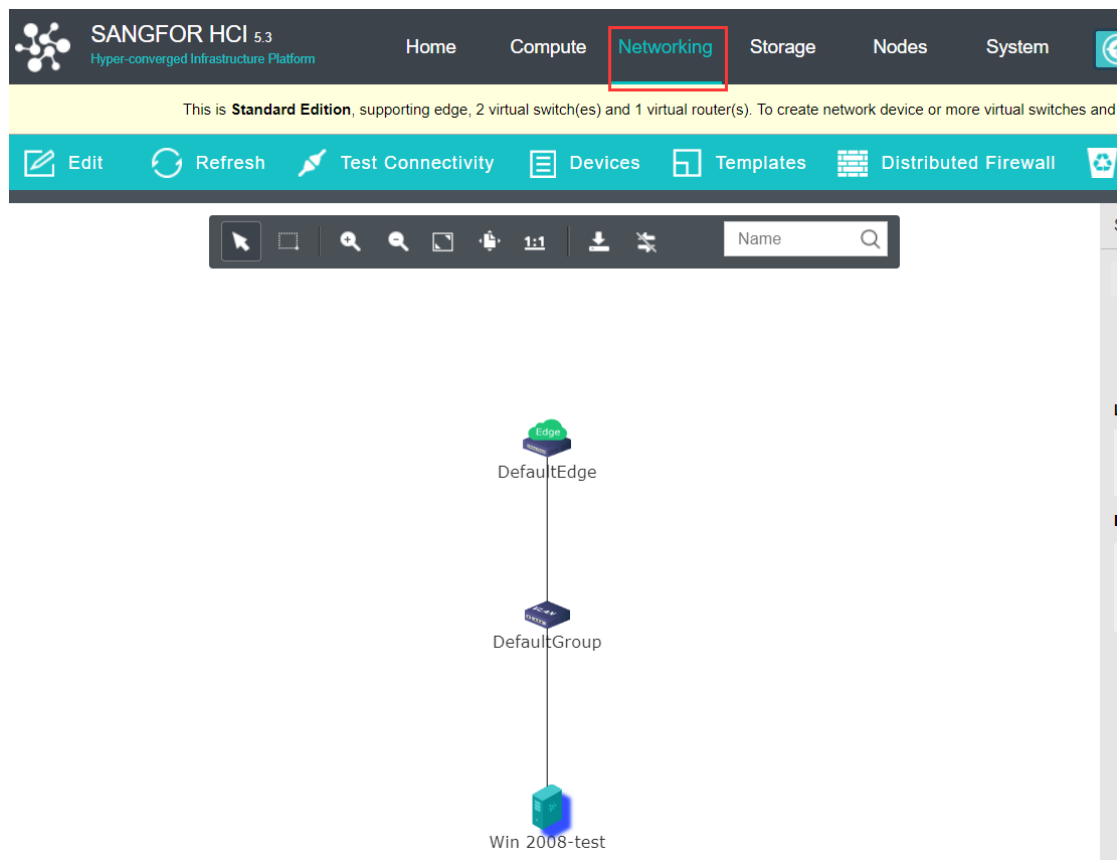 SANGFOR HCI 5.3
Hyper-converged Infrastructure Platform
Home Compute Networking Storage Nodes System
This is Standard Edition, supporting edge, 2 virtual switch(es) and 1 virtual router(s). To create network device or more virtual switches and
Edit Refresh Test Connectivity Devices Templates Distributed Firewall
1:1 Name
Edge
DefaultEdge
VLAN
DefaultGroup
Win 2008-test